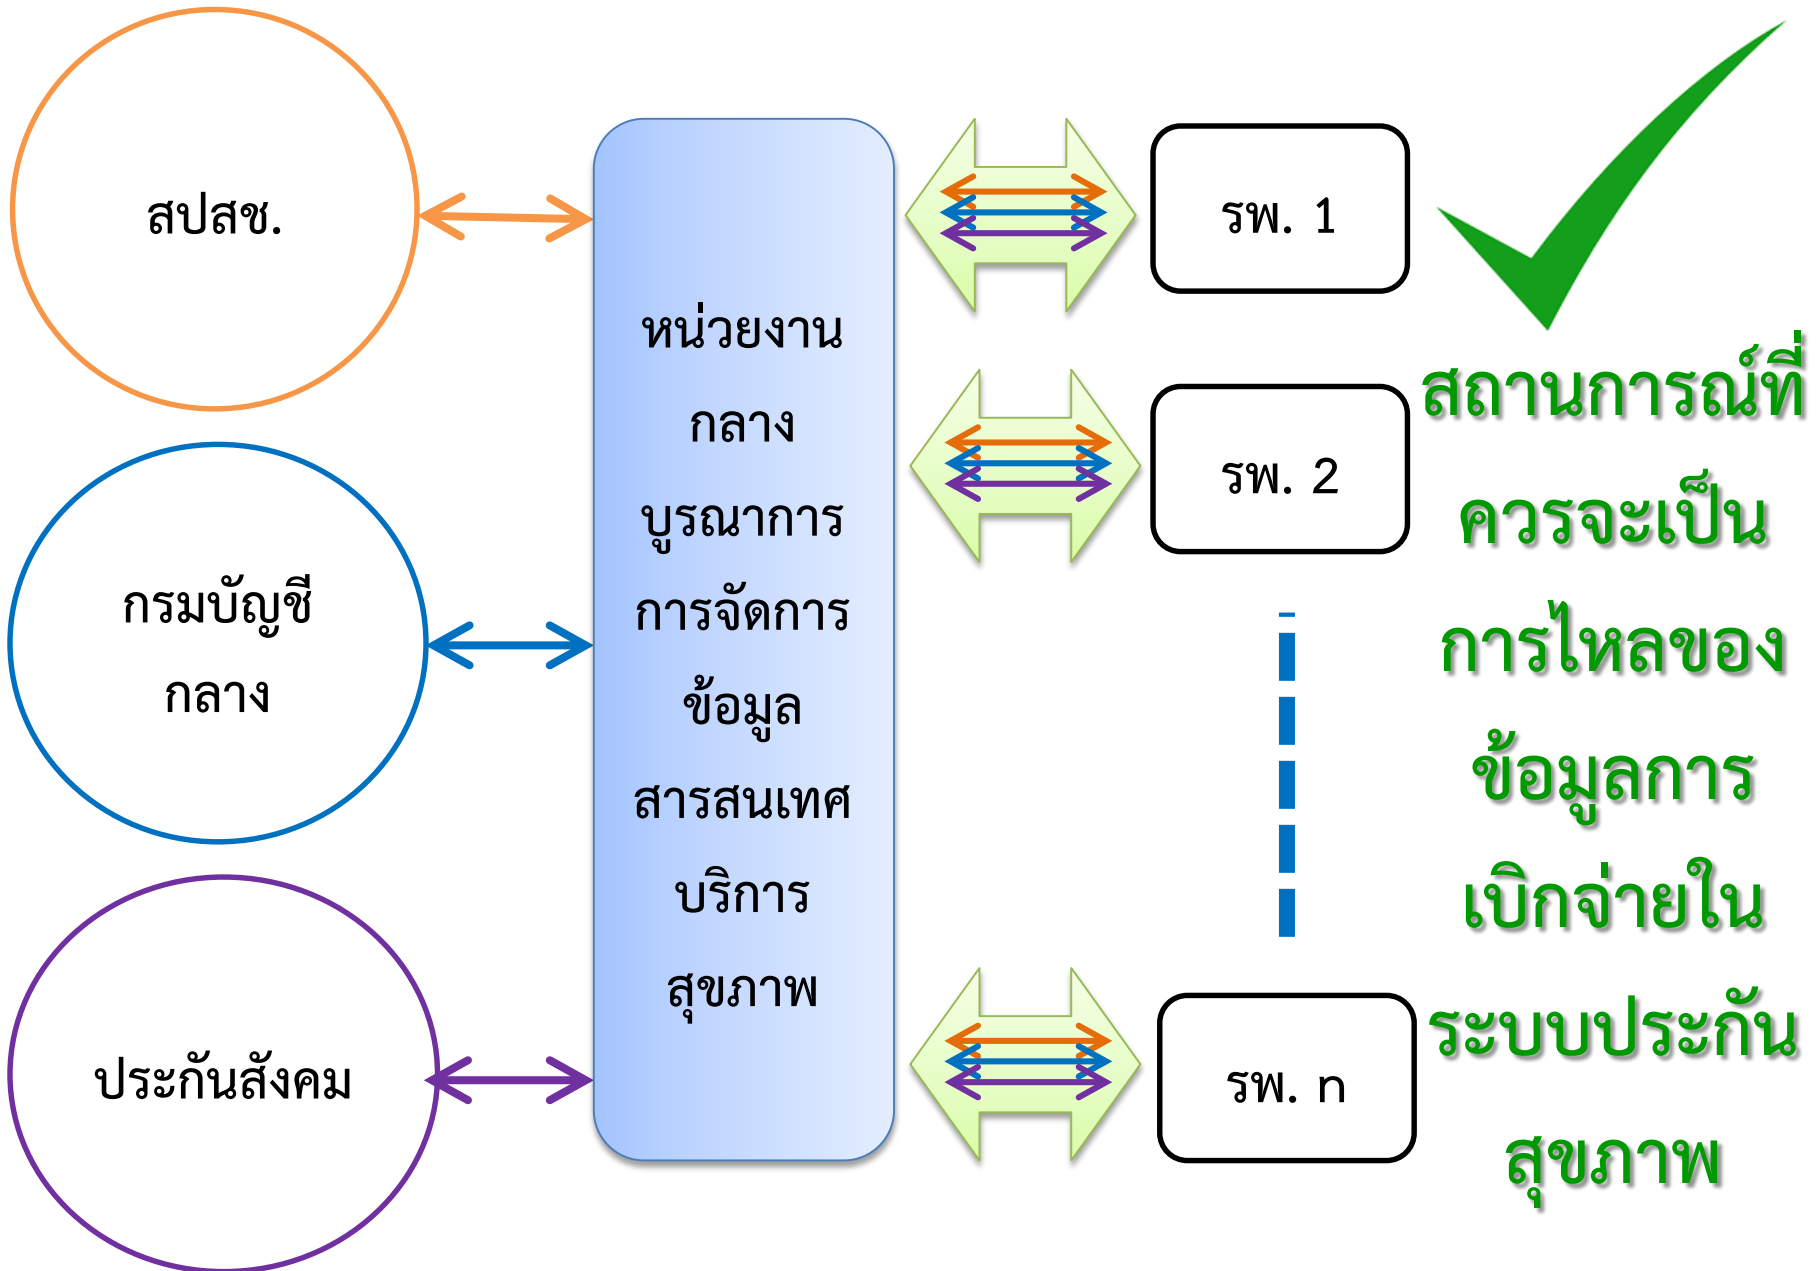 สปสช.
กรมบัญชี
กลาง
ประกันสังคม
หน่วยงาน
กลาง
บูรณาการ
การจัดการ
ข้อมูล
สารสนเทศ
บริการ
สุขภาพ
รพ. 1
รพ. 2
รพ. n
สถานการณ์ที่
ควรจะเป็น
การไหลของ
ข้อมูลการ
เบิกจ่ายใน
ระบบประกัน
สุขภาพ